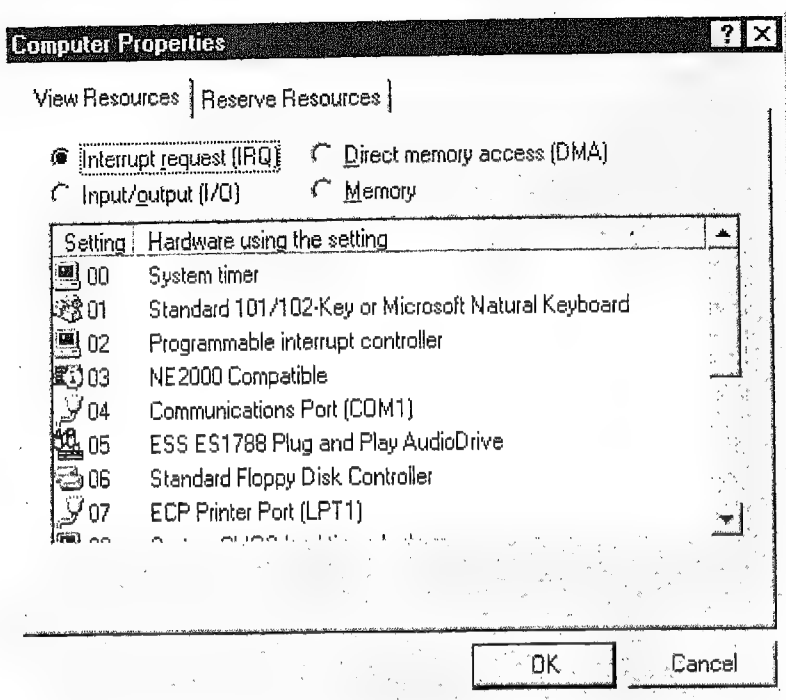 Computer Properties
View Resources Reserve Resources
Interrupt request (IRQ) Direct memory access (DMA)
Input/output (I/O) Memory
Setting Hardware using the setting
00 System timer
01 Standard 101/102-Key or Microsoft Natural Keyboard
02 Programmable interrupt controller
03 NE2000 Compatible
04 Communications Port (COM1)
05 ESS ES1788 Plug and Play AudioDrive
06 Standard Floppy Disk Controller
07 ECP Printer Port (LPT1)
OK Cancel